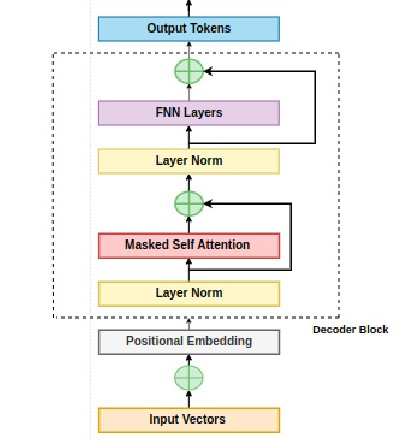 Output Tokens
FNN Layers
Layer Norm
Masked Self Attention
Layer Norm
Decoder Block
Positional Embedding
Input Vectors